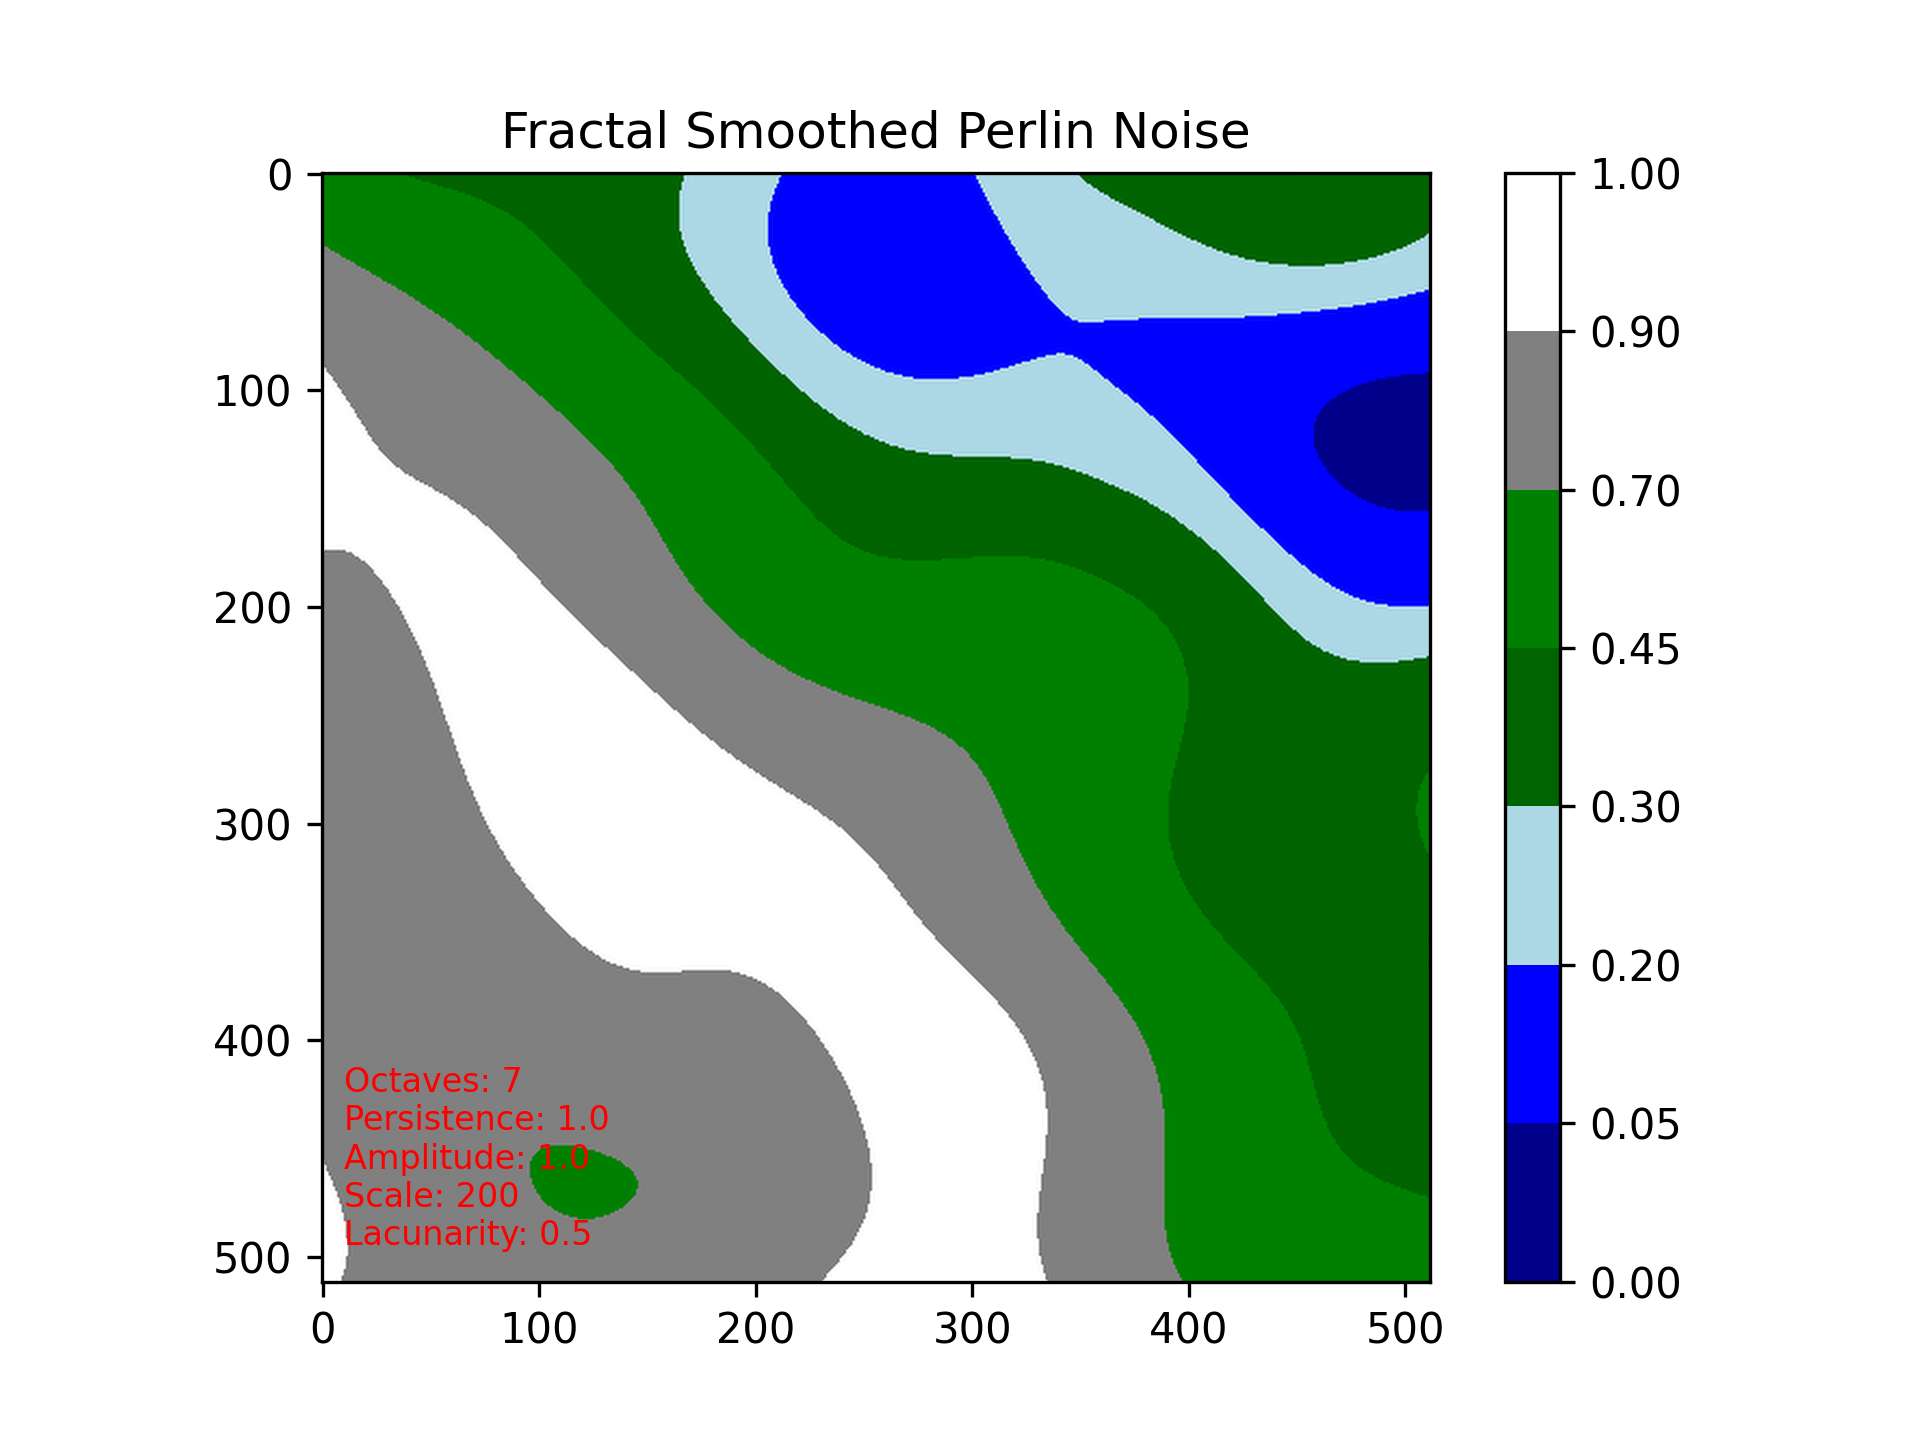 Fractal Smoothed Perlin Noise
0
100
200
300
400
500
0 100 200 300 400 500
Octaves: 7
Persistence: 1.0
Amplitude: 1.0
Scale: 200
Lacunarity: 0.5
1.00
0.90
0.70
0.45
0.30
0.20
0.05
0.00